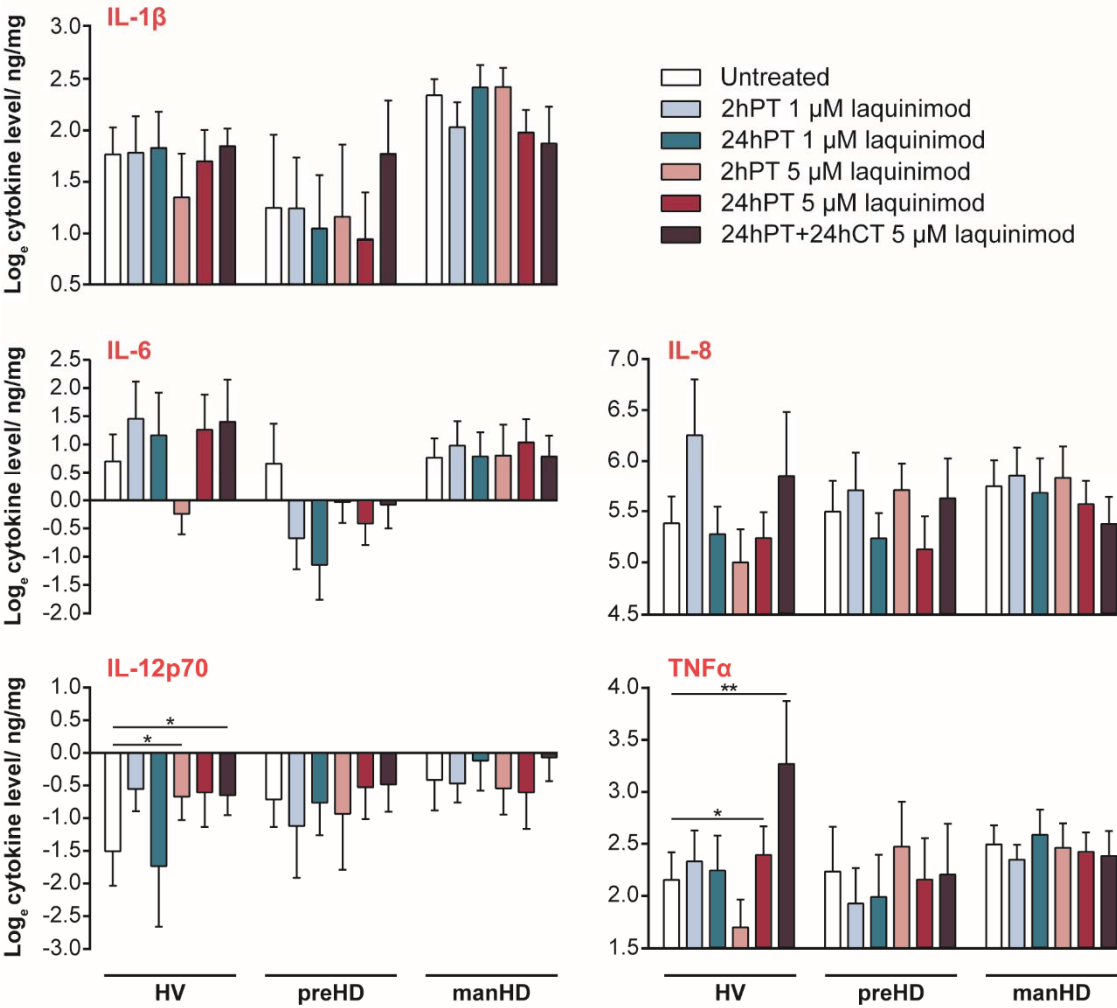 IL-1β
Logₑ cytokine level/ ng/mg
3.0
2.5
2.0
1.5
1.0
0.5
Untreated
2hPT 1 µM laquinimod
24hPT 1 µM laquinimod
2hPT 5 µM laquinimod
24hPT 5 µM laquinimod
24hPT+24hCT 5 µM laquinimod
IL-6
Logₑ cytokine level/ ng/mg
2.5
2.0
1.5
1.0
0.5
0.0
-0.5
-1.0
-1.5
-2.0
IL-8
7.0
6.5
6.0
5.5
5.0
4.5
IL-12p70
Logₑ cytokine level/ ng/mg
1.0
0.5
0.0
-0.5
-1.0
-1.5
-2.0
-2.5
-3.0
*
*
HV preHD manHD
TNFα
4.0
3.5
3.0
2.5
2.0
1.5
**
*
HV preHD manHD